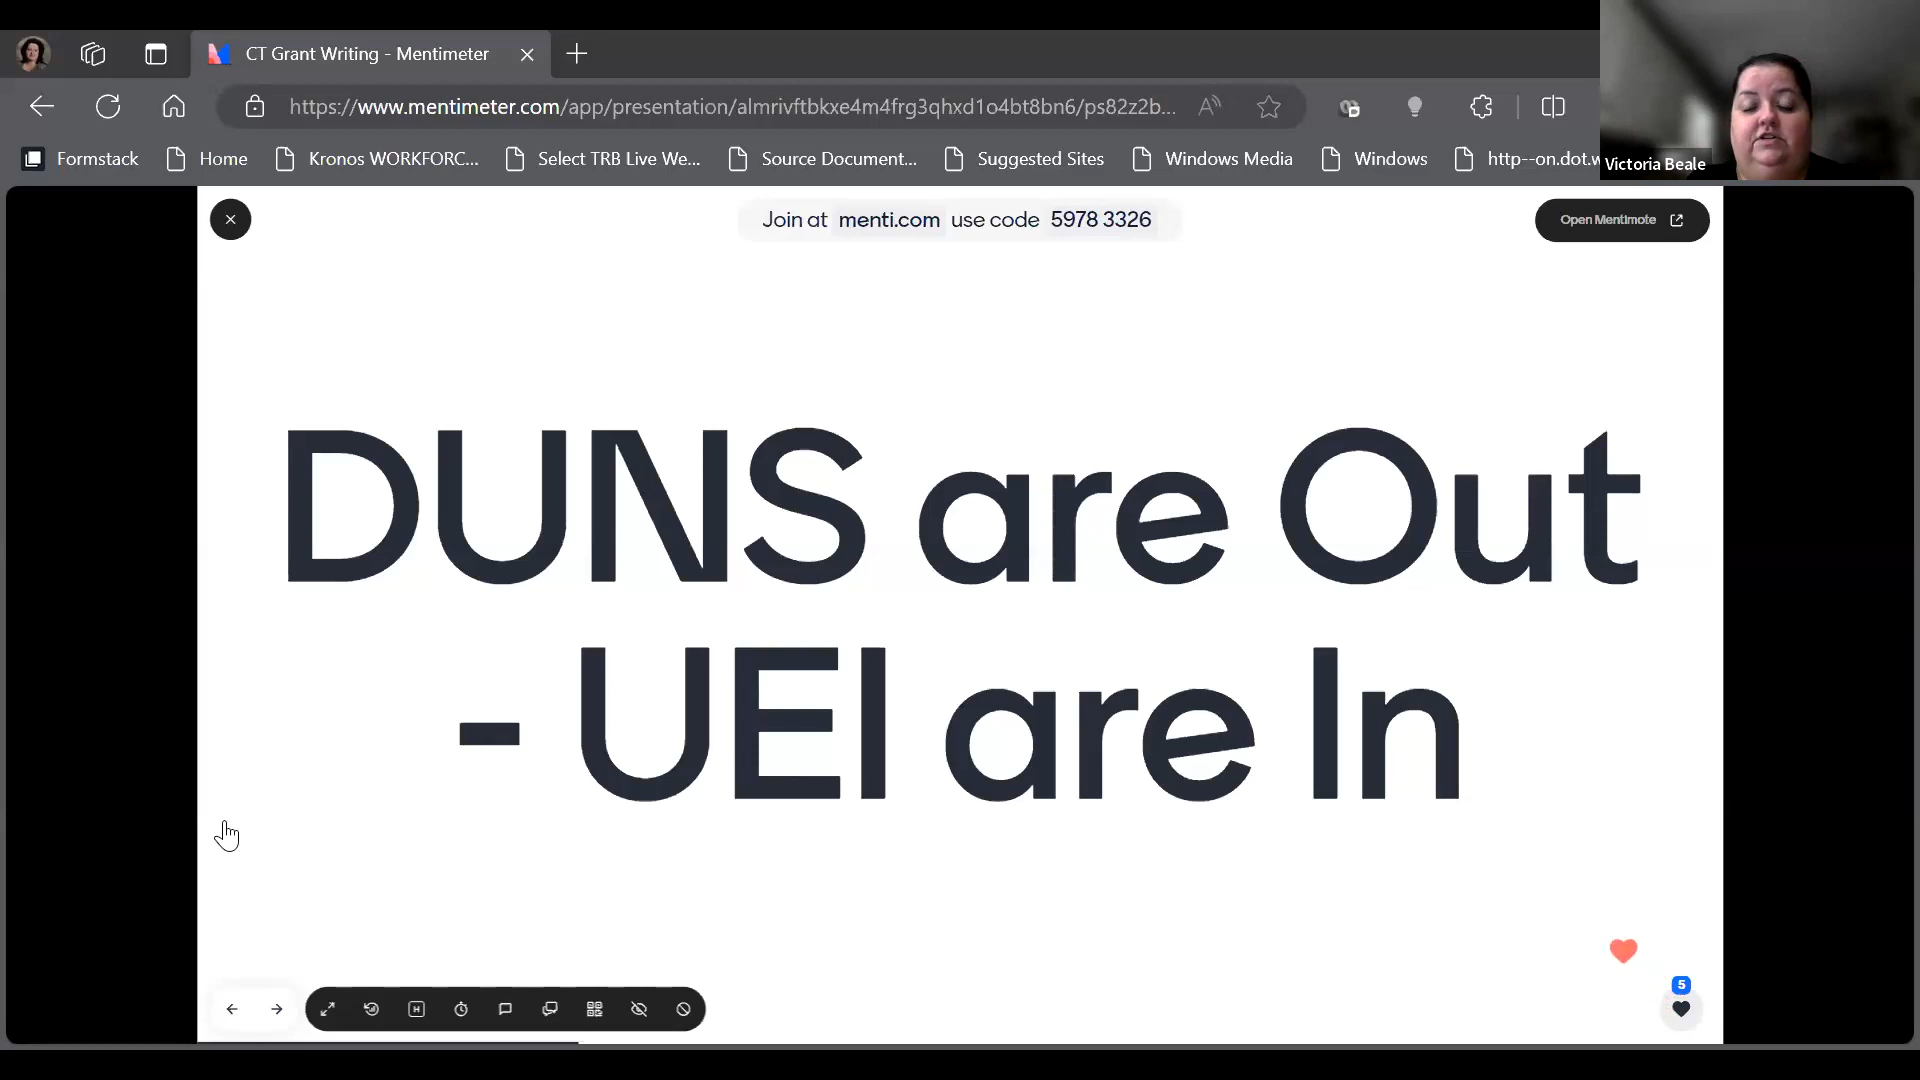 CT Grant Writing - Mentimeter
https://www.mentimeter.com/app/presentation/almrivftbkxe4m4frg3qhxd1o4bt8bn6/ps82z2b...
Formstack
Home
Kronos WORKFORC...
Select TRB Live We...
Source Document...
Suggested Sites
Windows Media
Windows
http--on.dot.w
Victoria Beale
Join at menti.com use code 5978 3326
Open Mentimote
DUNS are Out
- UEI are In
5